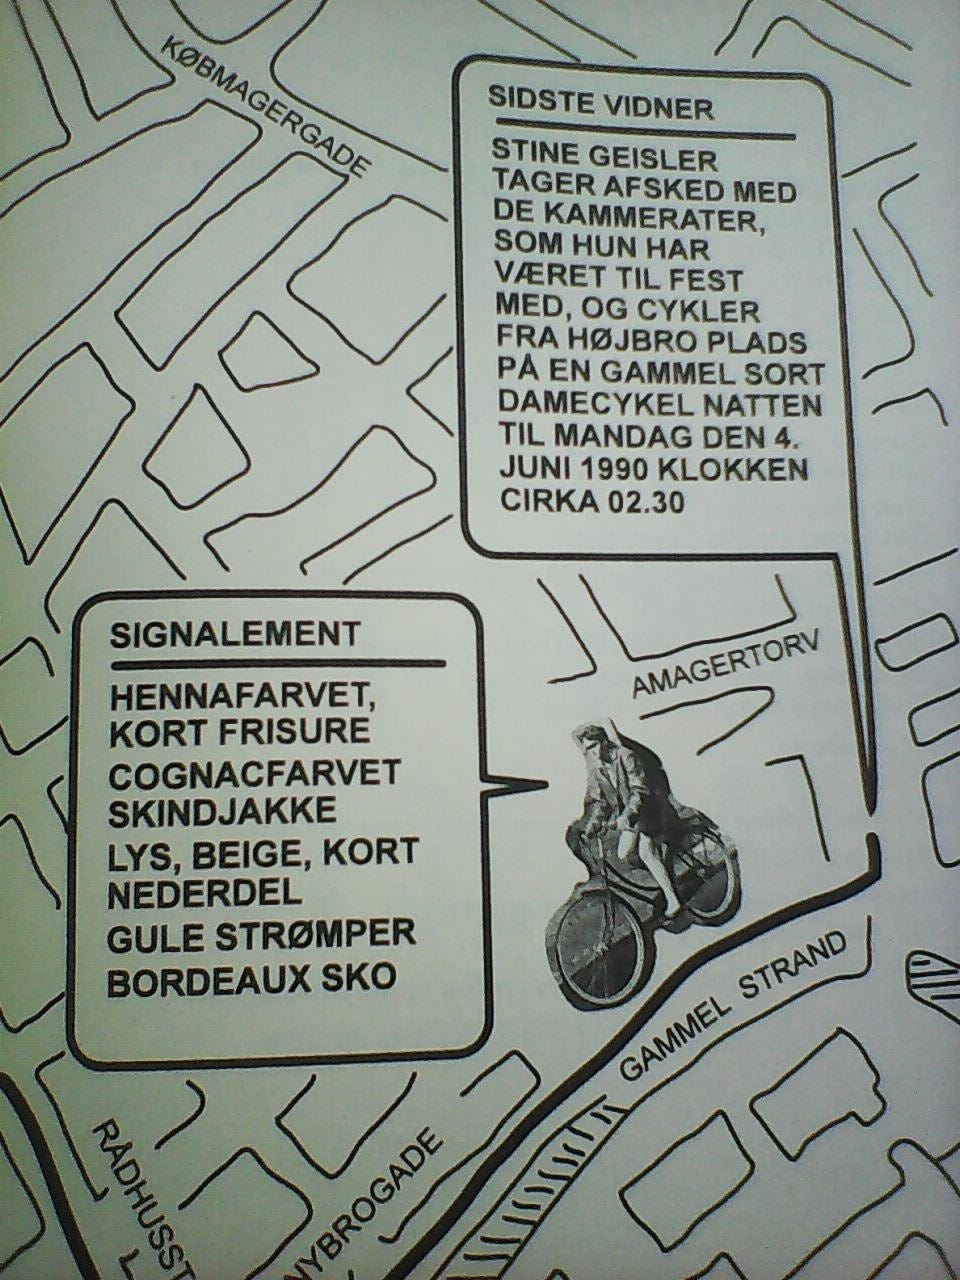 KØBMAGERGADE
SIDSTE VIDNER
STINE GEISLER
TAGER AFSKED MED
DE KAMMERATER,
SOM HUN HAR
VÆRET TIL FEST
MED, OG CYKLER
FRA HØJBRO PLADS
PÅ EN GAMMEL SORT
DAMECYKEL NATTEN
TIL MANDAG DEN 4.
JUNI 1990 KLOKKEN
CIRKA 02.30
SIGNALEMENT
HENNAFARVET,
KORT FRISURE
COGNACFARVET
SKINDJAKKE
LYS, BEIGE, KORT
NEDERDEL
GULE STRØMPER
BORDEAUX SKO
AMAGERTORV
GAMMEL STRAND
RÅDHUSST
NYBROGADE